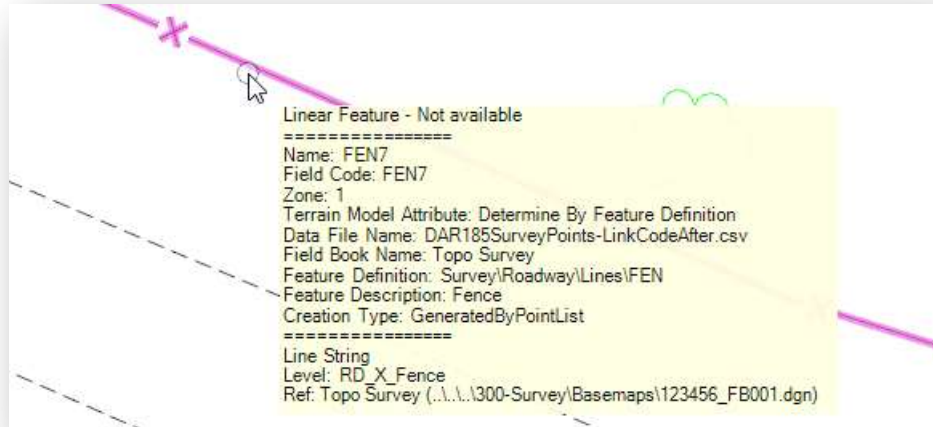 Linear Feature - Not available
=================
Name: FEN7
Field Code: FEN7
Zone: 1
Terrain Model Attribute: Determine By Feature Definition
Data File Name: DAR185SurveyPoints-LinkCodeAfter.csv
Field Book Name: Topo Survey
Feature Definition: Survey\Roadway\Lines\FEN
Feature Description: Fence
Creation Type: GeneratedByPointList
=================
Line String
Level: RD_X_Fence
Ref: Topo Survey (..\..\..\300-Survey\Basemaps\123456_FB001.dgn)